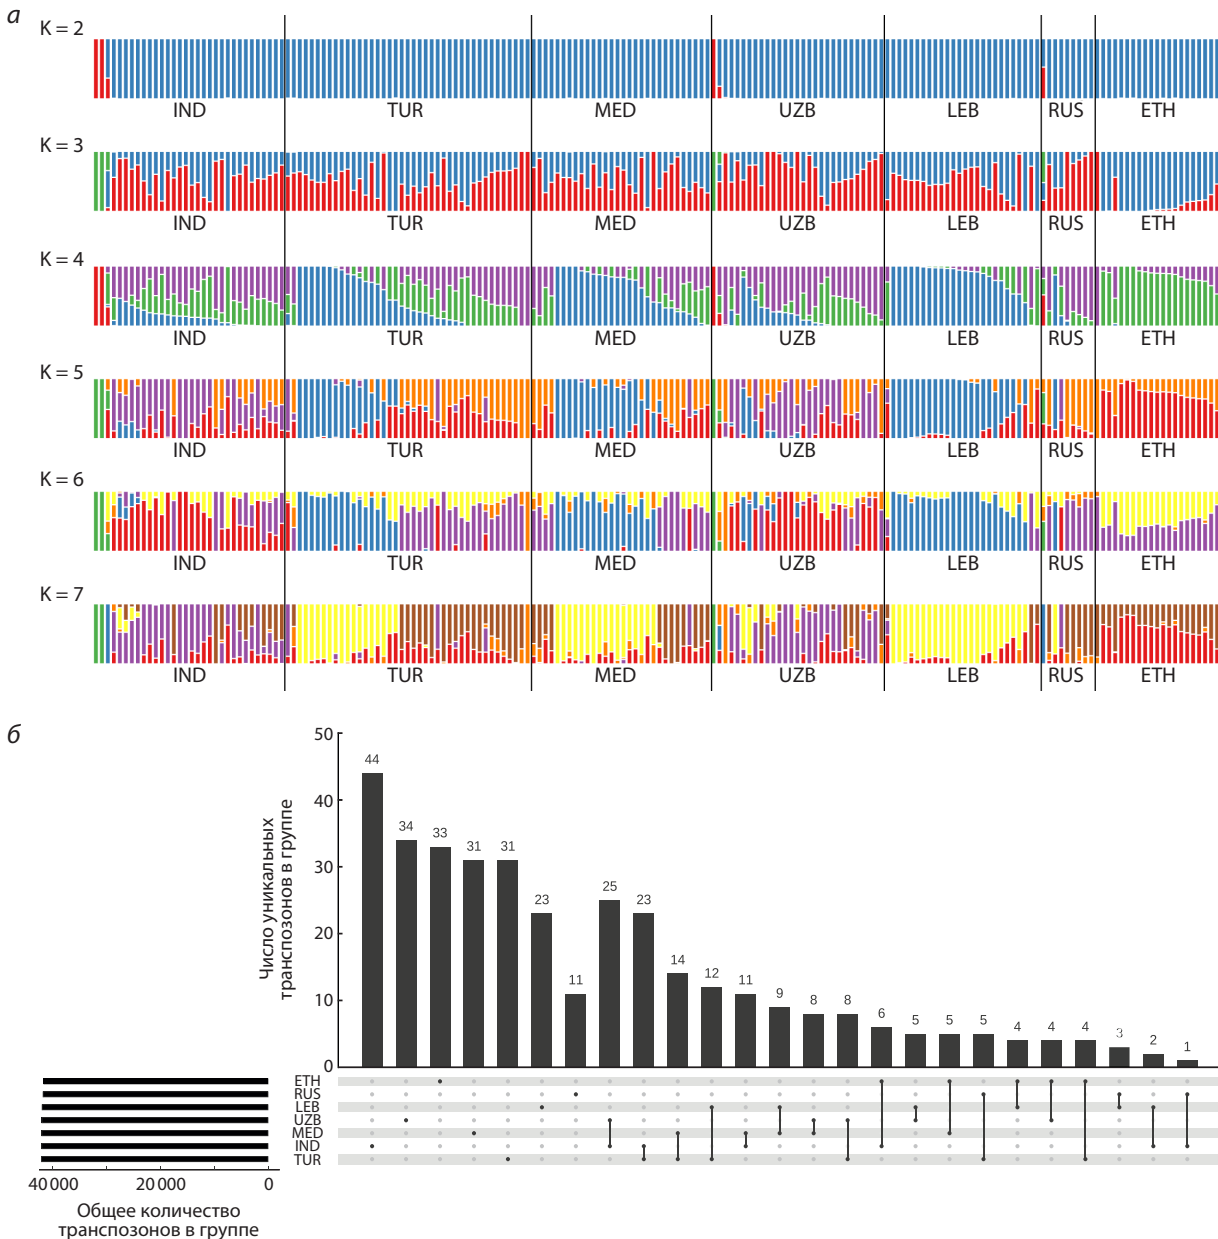 а
K = 2
IND TUR MED UZB LEB RUS ETH
K = 3
IND TUR MED UZB LEB RUS ETH
K = 4
IND TUR MED UZB LEB RUS ETH
K = 5
IND TUR MED UZB LEB RUS ETH
K = 6
IND TUR MED UZB LEB RUS ETH
K = 7
IND TUR MED UZB LEB RUS ETH
б
Число уникальных
транспозонов в группе
50
40
30
20
10
0
44
34
33
31
31
23
11
25
23
14
12
11
9
8
8
6
5
5
5
4
4
4
3
2
1
ETH
RUS
LEB
UZB
MED
IND
TUR
40 000 20 000 0
Общее количество
транспозонов в группе